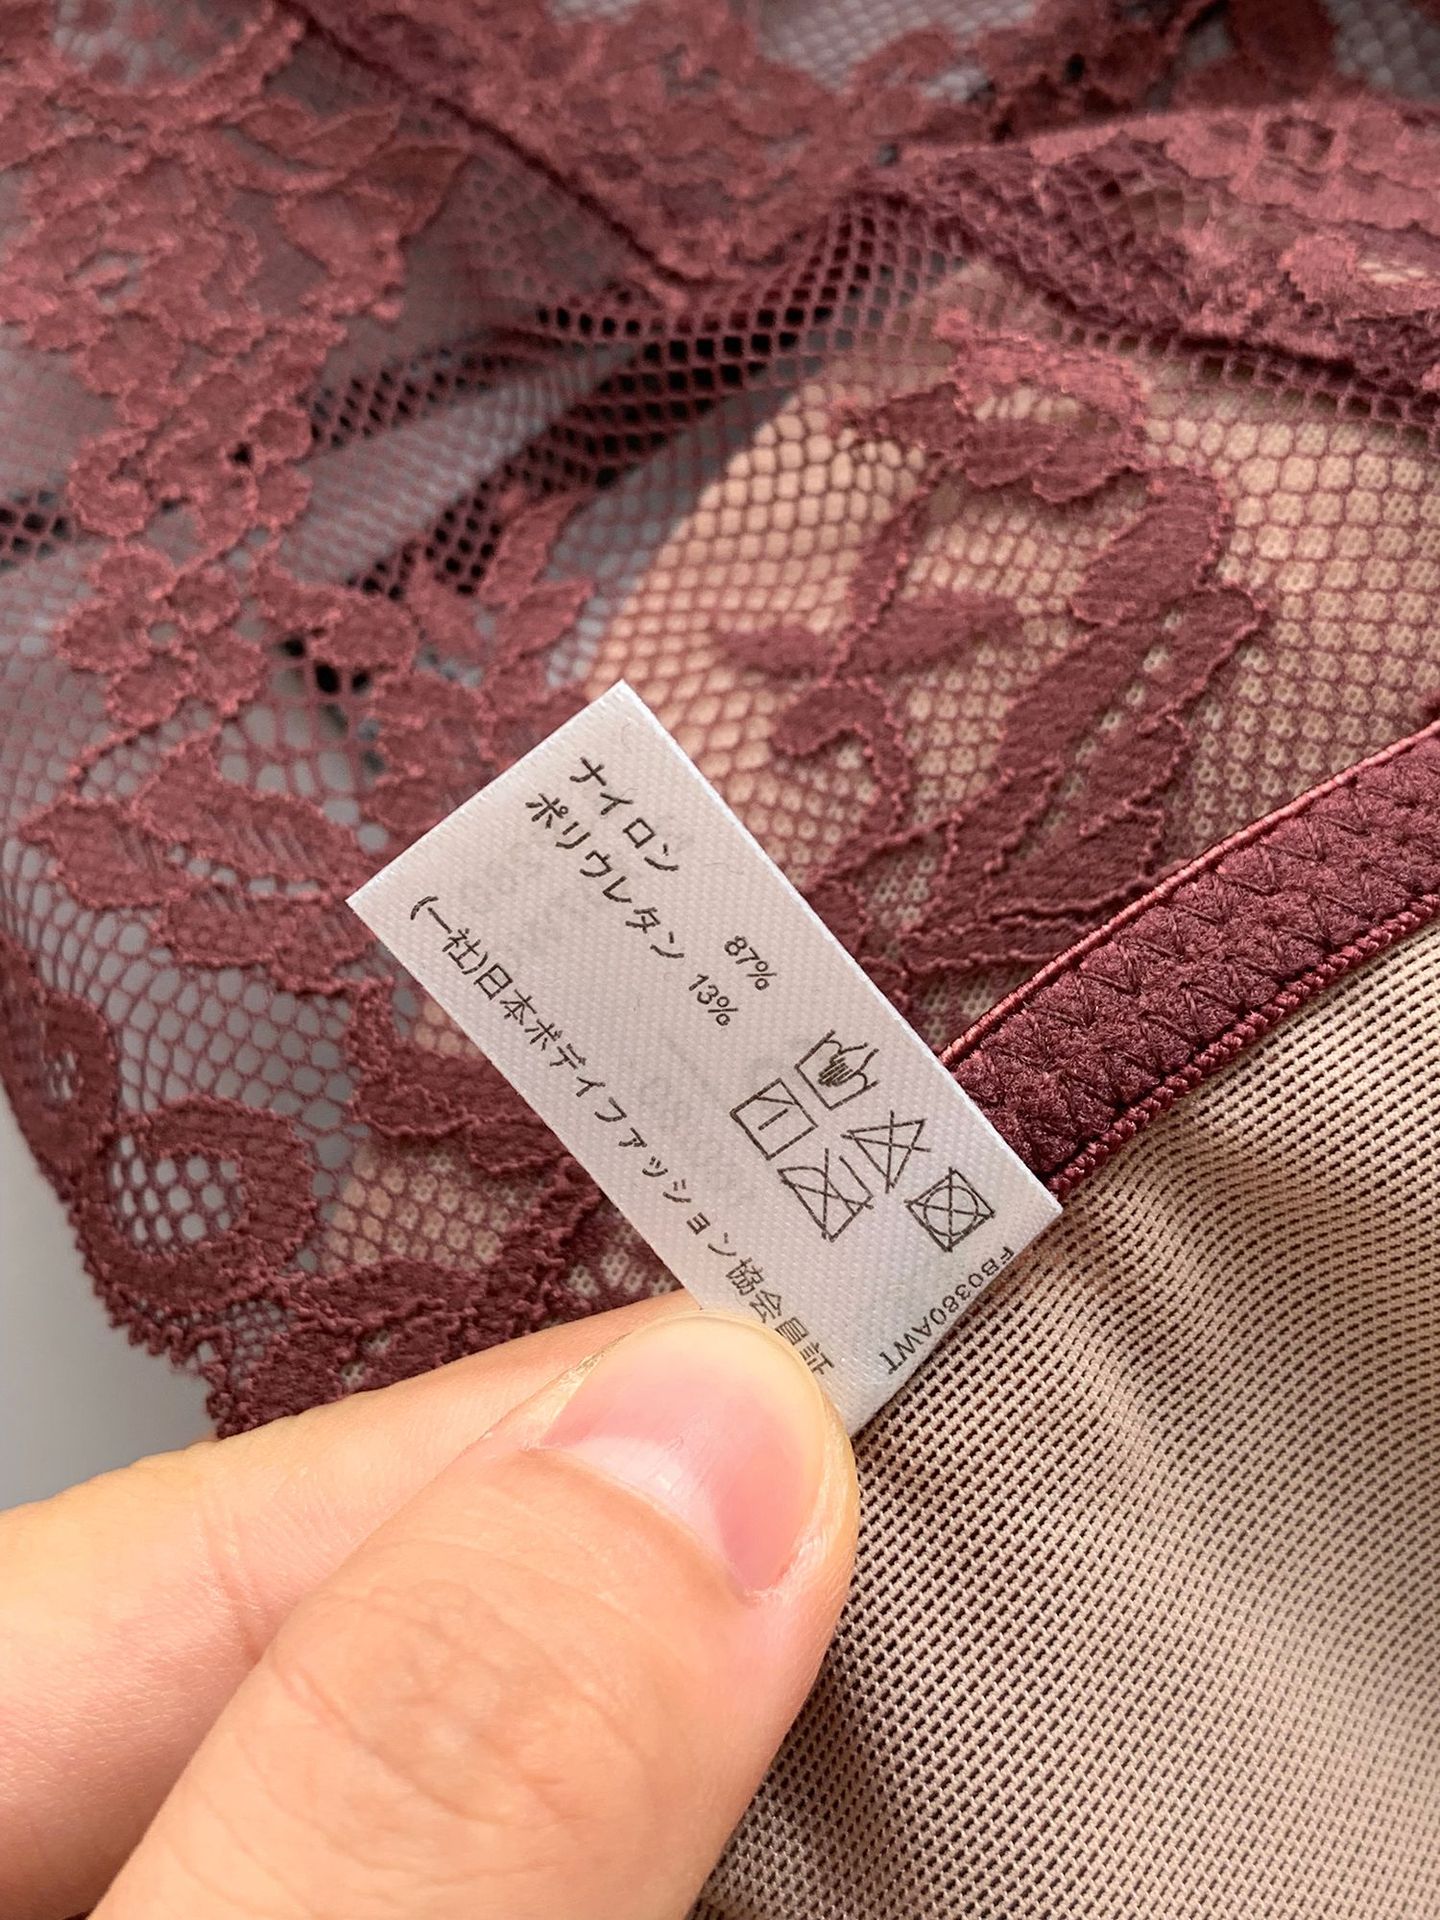 ナイロン 87%
ポリウレタン 13%
(一社)日本ボディファッション協会員証
FB0380AWT